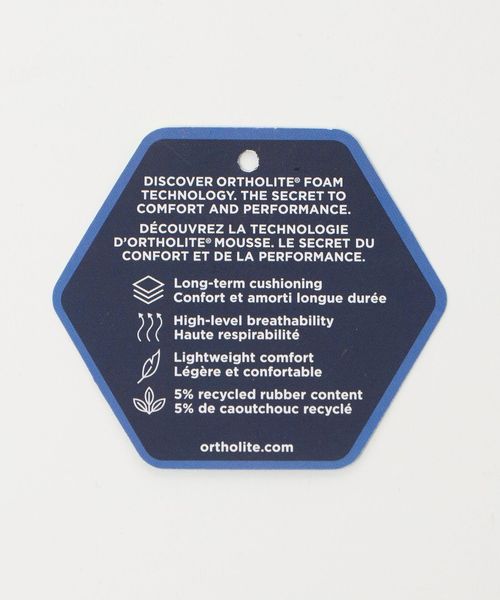 DISCOVER ORTHOLITE® FOAM
TECHNOLOGY. THE SECRET TO
COMFORT AND PERFORMANCE.
DÉCOUVREZ LA TECHNOLOGIE
D'ORTHOLITE® MOUSSE. LE SECRET DU
CONFORT ET DE LA PERFORMANCE.
Long-term cushioning
Confort et amorti longue durée
High-level breathability
Haute respirabilité
Lightweight comfort
Légère et confortable
5% recycled rubber content
5% de caoutchouc recyclé
ortholite.com